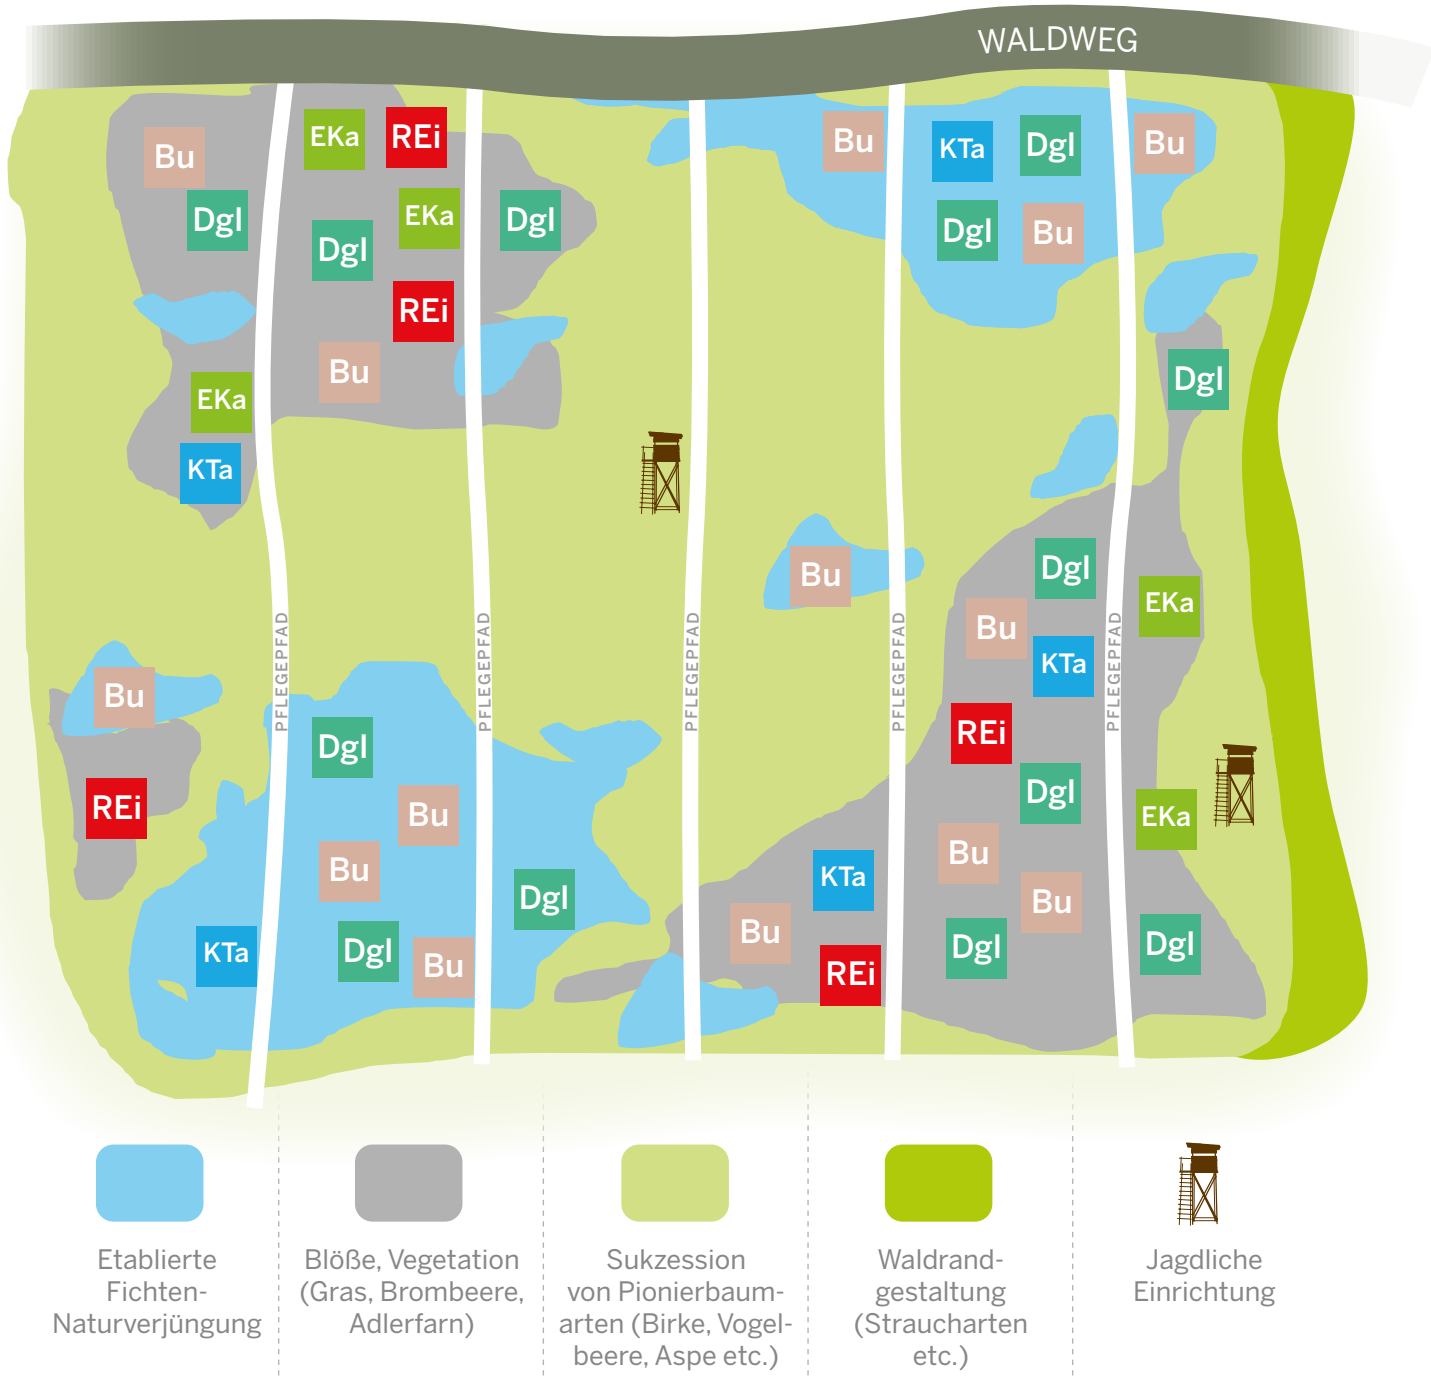 WALDWEG
Bu
EKa
REi
Bu
KTa
Dgl
Bu
Dgl
EKa
Dgl
Dgl
Dgl
Bu
Dgl
REi
Bu
Dgl
EKa
KTa
Dgl
Bu
EKa
Bu
KTa
PFLEGEPFAD
PFLEGEPFAD
PFLEGEPFAD
PFLEGEPFAD
PFLEGEPFAD
Bu
REi
Dgl
REi
Dgl
Bu
EKa
Bu
KTa
Bu
Dgl
Bu
Bu
KTa
Dgl
Bu
REi
Dgl
Dgl
Etablierte
Fichten-
Naturverjüngung
Blöße, Vegetation
(Gras, Brombeere,
Adlerfarn)
Sukzession
von Pionierbaum-
arten (Birke, Vogel-
beere, Aspe etc.)
Waldrand-
gestaltung
(Straucharten
etc.)
Jagdliche
Einrichtung